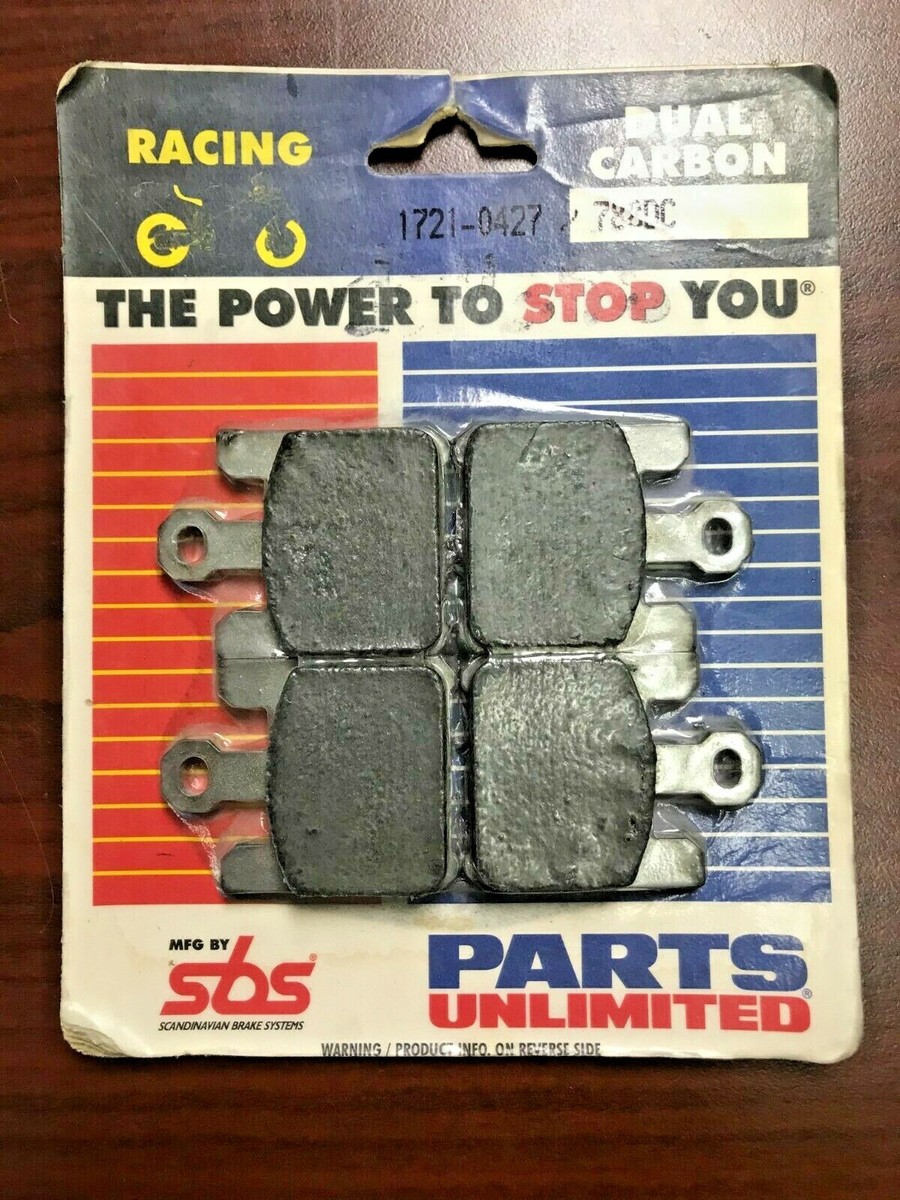 RACING
DUAL
CARBON
1721-0427
THE POWER TO STOP YOU®
MFG BY
sbs®
SCANDINAVIAN BRAKE SYSTEMS
PARTS
UNLIMITED®
WARNING / PRODUCT INFO. ON REVERSE SIDE